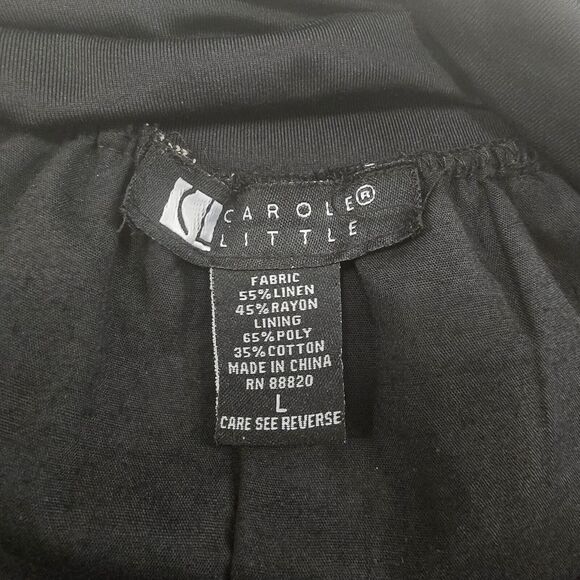 CL CAROLE®
LITTLE
FABRIC
55% LINEN
45% RAYON
LINING
65% POLY
35% COTTON
MADE IN CHINA
RN 88820
L
CARE SEE REVERSE